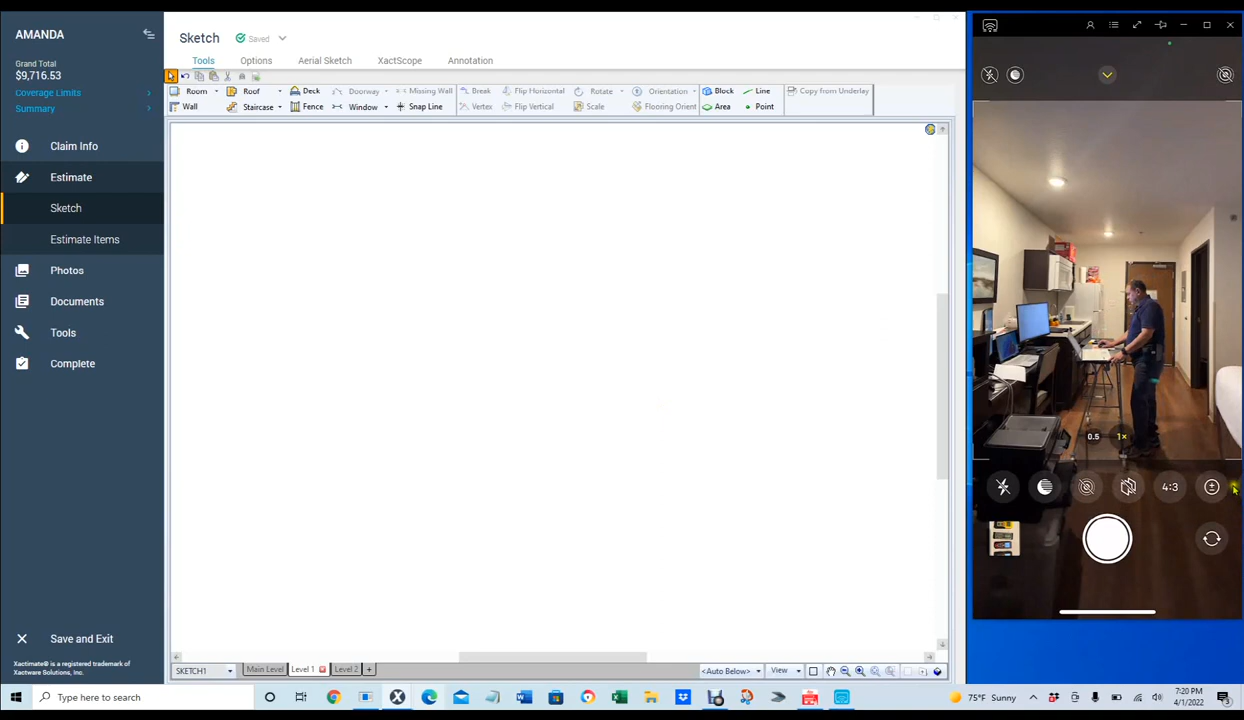 AMANDA
Grand Total
$9,716.53
Coverage Limits
Summary
Claim Info
Estimate
Sketch
Estimate Items
Photos
Documents
Tools
Complete
Save and Exit
Xactimate® is a registered trademark of
Xactware Solutions, Inc.
Sketch Saved
Tools Options Aerial Sketch XactScope Annotation
Room Roof Deck Doorway Missing Wall Break Flip Horizontal Rotate Orientation Block Line Copy from Underlay
Wall Staircase Fence Window Snap Line Vertex Flip Vertical Scale Flooring Orient Area Point
SKETCH1 Main Level Level 1 Level 2 + <Auto Below> View
0.5 1×
4:3
Type here to search
75°F Sunny
7:20 PM
4/1/2022
3